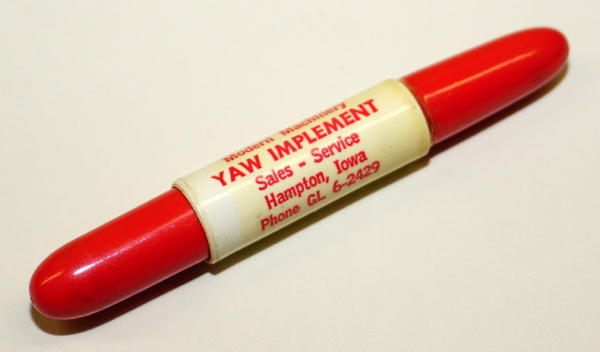 Modern Machinery
YAW IMPLEMENT
Sales - Service
Hampton, Iowa
Phone GL 6-2429